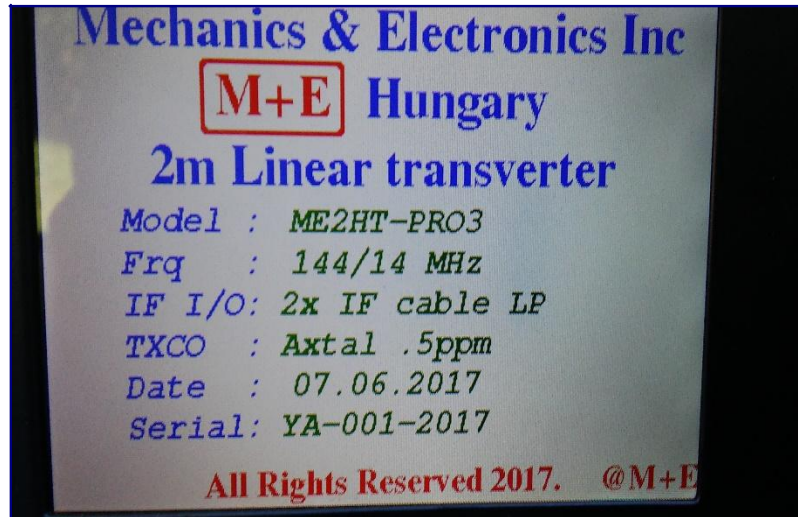 Mechanics & Electronics Inc
M+E Hungary
2m Linear transverter
Model : ME2HT-PRO3
Frq : 144/14 MHz
IF I/O: 2x IF cable LP
TXCO : Axtal .5ppm
Date : 07.06.2017
Serial: YA-001-2017
All Rights Reserved 2017. @M+E